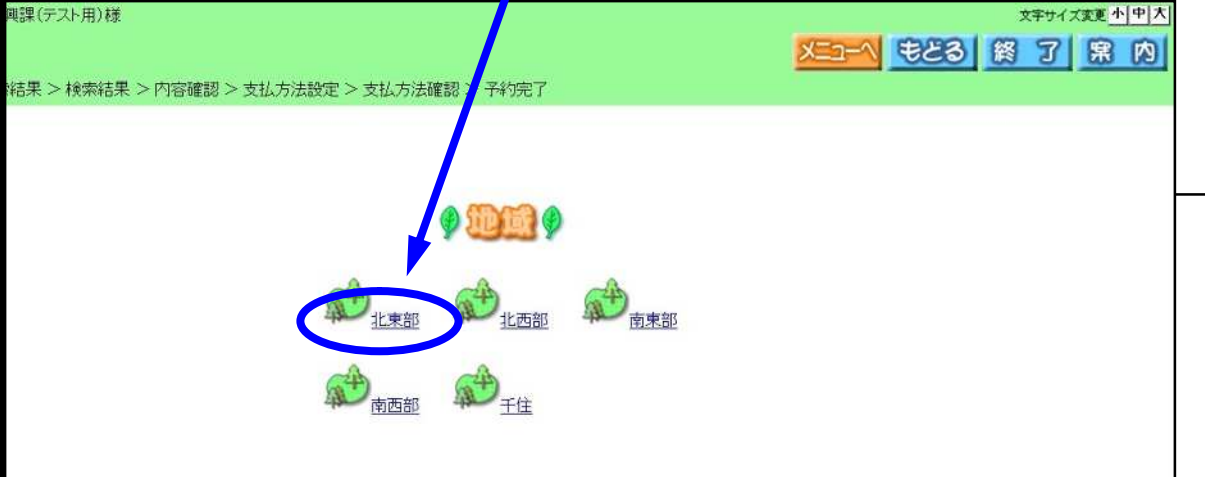 興課(テスト用)様
文字サイズ変更 小 中 大
メニューへ もどる 終 了 案 内
結果 > 検索結果 > 内容確認 > 支払方法設定 > 支払方法確認 > 予約完了
地域
北東部 北西部 南東部
南西部 千住